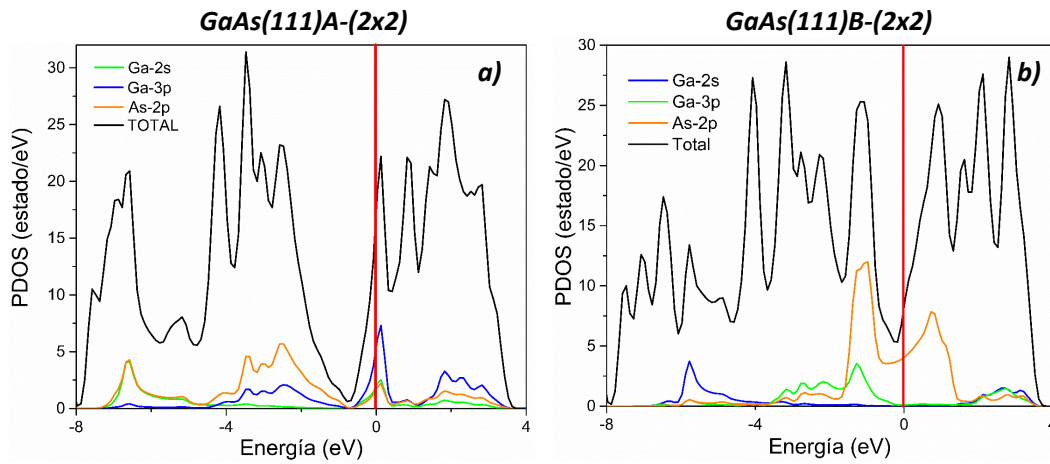 GaAs(111)A-(2x2)
a)
Ga-2s
Ga-3p
As-2p
TOTAL
PDOS (estado/eV)
30
25
20
15
10
5
0
-8
-4
0
4
Energía (eV)
GaAs(111)B-(2x2)
b)
Ga-2s
Ga-3p
As-2p
Total
PDOS (estado/eV)
30
25
20
15
10
5
0
-8
-4
0
4
Energía (eV)